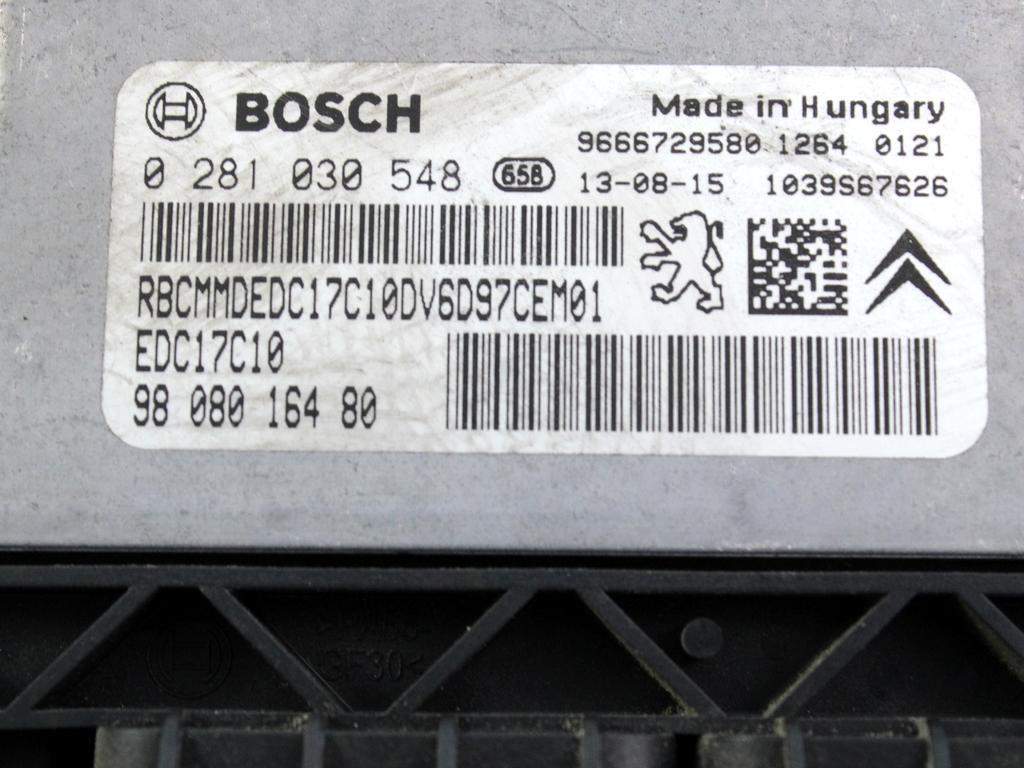 BOSCH
Made in Hungary
9666729580 1264 0121
0 281 030 548 658 13-08-15 1039S67626
RBCMMDEDC17C10DV6D97CEM01
EDC17C10
98 080 164 80
GF30<